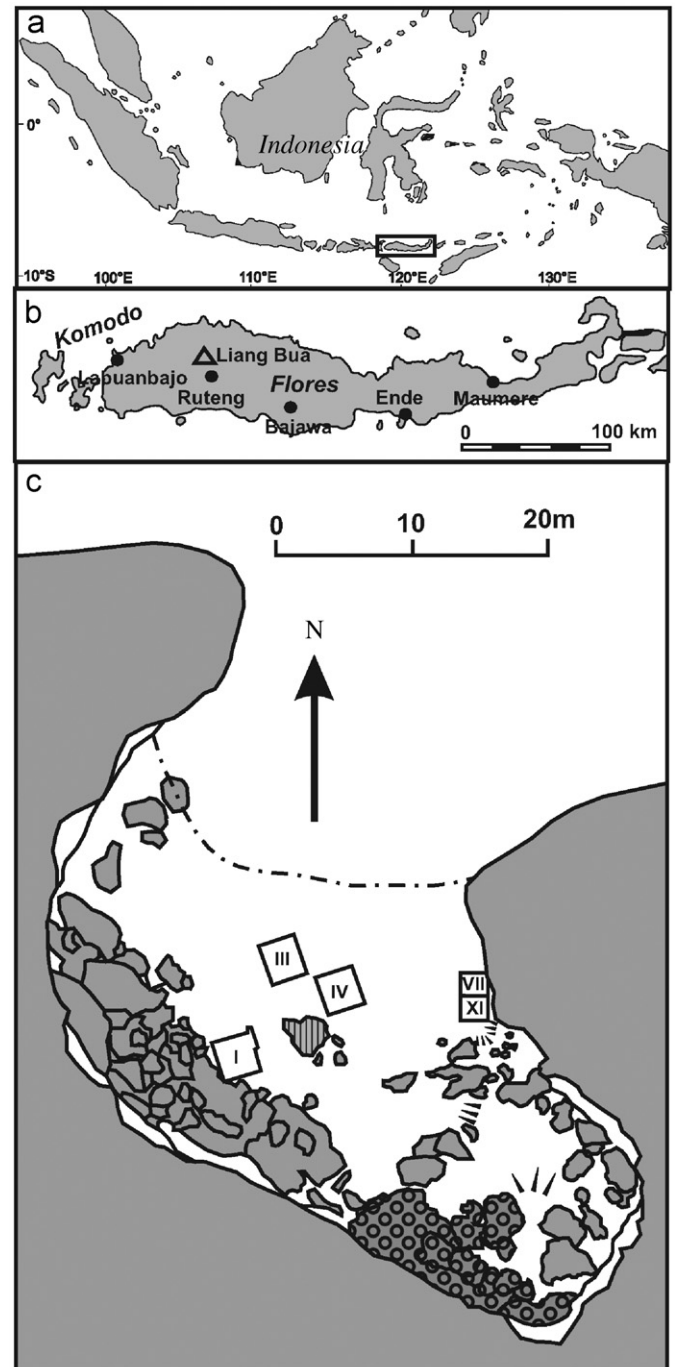 a
0°
Indonesia
10°S 100°E 110°E 120°E 130°E
b
Komodo
Liang Bua
Labuanbajo
Ruteng
Flores
Bajawa
Ende
Maumere
0 100 km
c
0 10 20m
N
III
IV
VII
XI
I